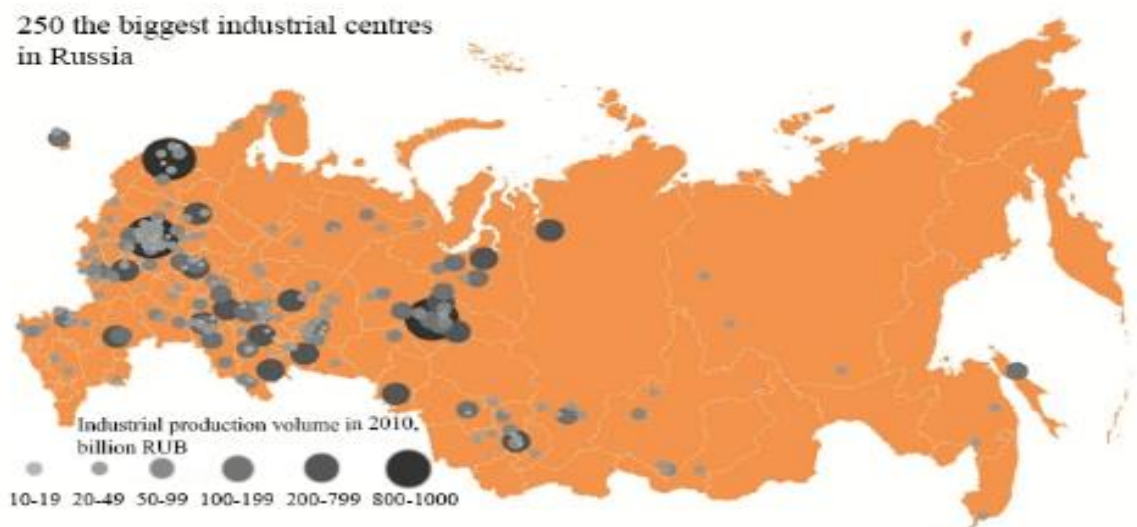 250 the biggest industrial centres
in Russia
Industrial production volume in 2010,
billion RUB
10-19 20-49 50-99 100-199 200-799 800-1000